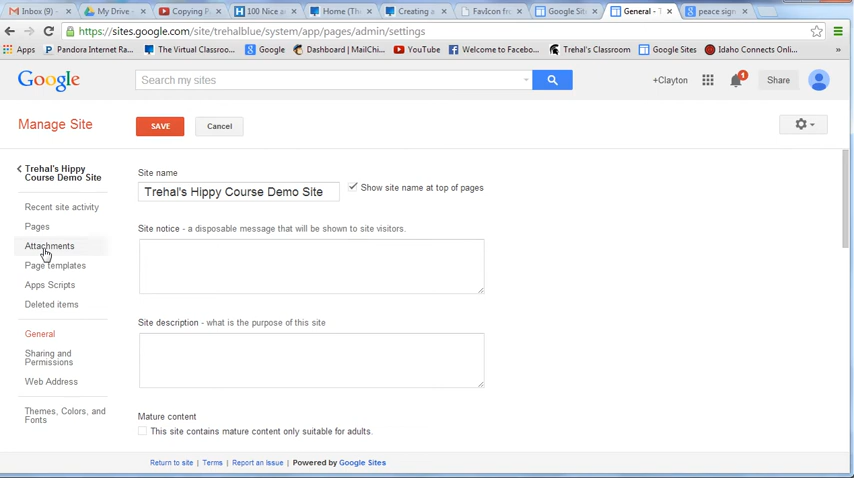 Inbox (9) -
My Drive -
Copying P
100 Nice a
Home (The
Creating a
FavIcon fr
Google Sit
General - T
peace sign
https://sites.google.com/site/trehalblue/system/app/pages/admin/settings
Apps
Pandora Internet Ra...
The Virtual Classroo...
Google
Dashboard | MailChi...
YouTube
Welcome to Facebo...
Trehal's Classroom
Google Sites
Idaho Connects Onl...
»
Google
Search my sites
+Clayton
1
Share
Manage Site
SAVE
Cancel
Trehal's Hippy
Course Demo Site
Recent site activity
Pages
Attachments
Page templates
Apps Scripts
Deleted items
General
Sharing and
Permissions
Web Address
Themes, Colors, and
Fonts
Site name
Trehal's Hippy Course Demo Site
Show site name at top of pages
Site notice - a disposable message that will be shown to site visitors.
Site description - what is the purpose of this site
Mature content
This site contains mature content only suitable for adults.
Return to site | Terms | Report an Issue | Powered by Google Sites